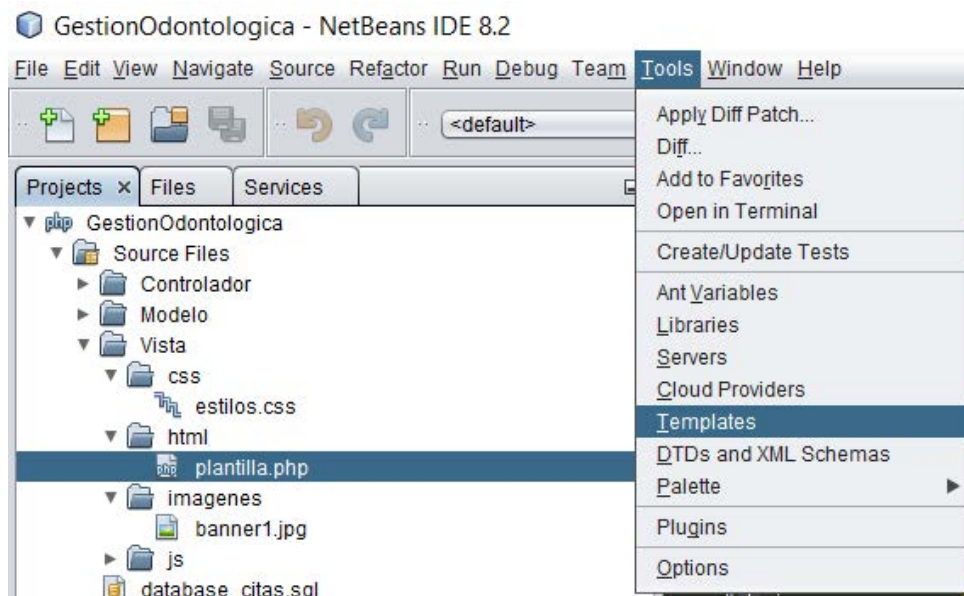 GestionOdontologica - NetBeans IDE 8.2
File Edit View Navigate Source Refactor Run Debug Team Tools Window Help
<default>
Projects × Files Services
GestionOdontologica
Source Files
Controlador
Modelo
Vista
css
estilos.css
html
plantilla.php
imagenes
banner1.jpg
js
database_citas.sql
Apply Diff Patch...
Diff...
Add to Favorites
Open in Terminal
Create/Update Tests
Ant Variables
Libraries
Servers
Cloud Providers
Templates
DTDs and XML Schemas
Palette
Plugins
Options